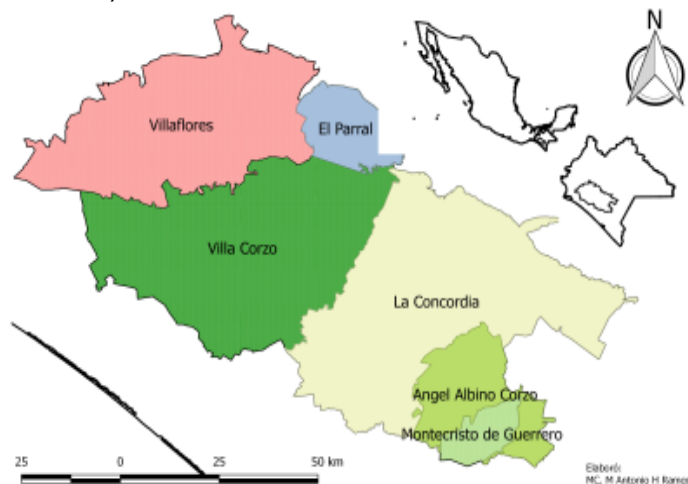 N
Villaflores
El Parral
Villa Corzo
La Concordia
Angel Albino Corzo
Montecristo de Guerrero
25 0 25 50 km
Elaboró:
MC. M Antonio H Ramos